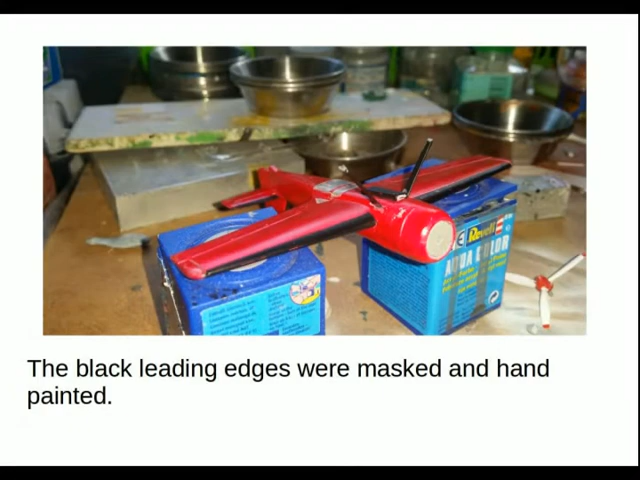 Revell
AQUA COLOR
The black leading edges were masked and hand
painted.